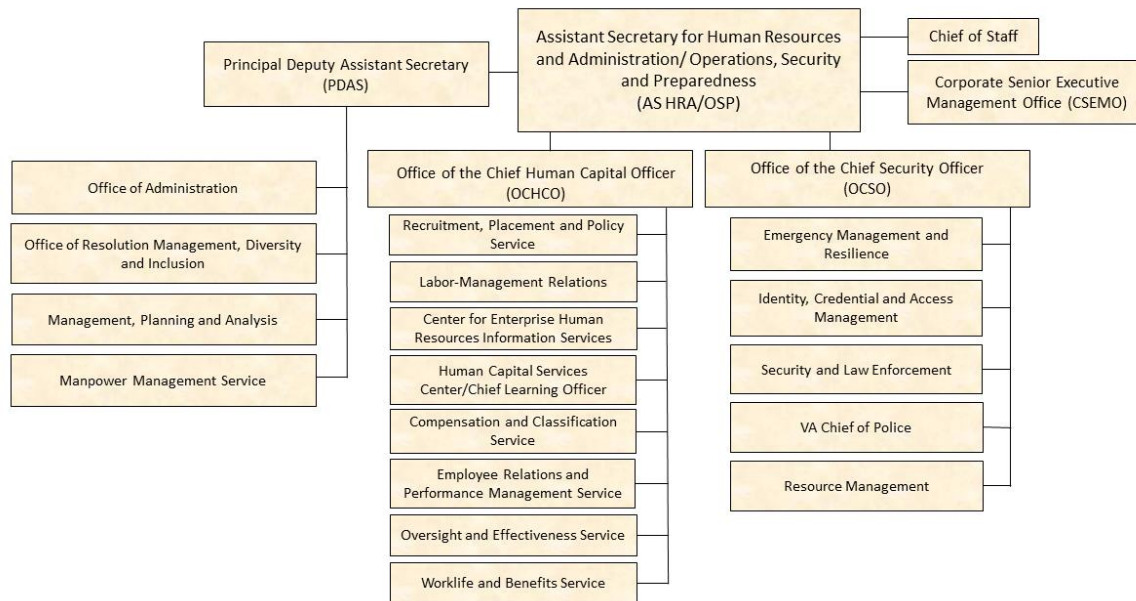 Assistant Secretary for Human Resources
and Administration/ Operations, Security
and Preparedness
(AS HRA/OSP)
Chief of Staff
Corporate Senior Executive
Management Office (CSEMO)
Principal Deputy Assistant Secretary
(PDAS)
Office of Administration
Office of Resolution Management, Diversity
and Inclusion
Management, Planning and Analysis
Manpower Management Service
Office of the Chief Human Capital Officer
(OCHCO)
Recruitment, Placement and Policy
Service
Labor-Management Relations
Center for Enterprise Human
Resources Information Services
Human Capital Services
Center/Chief Learning Officer
Compensation and Classification
Service
Employee Relations and
Performance Management Service
Oversight and Effectiveness Service
Worklife and Benefits Service
Office of the Chief Security Officer
(OCSO)
Emergency Management and
Resilience
Identity, Credential and Access
Management
Security and Law Enforcement
VA Chief of Police
Resource Management